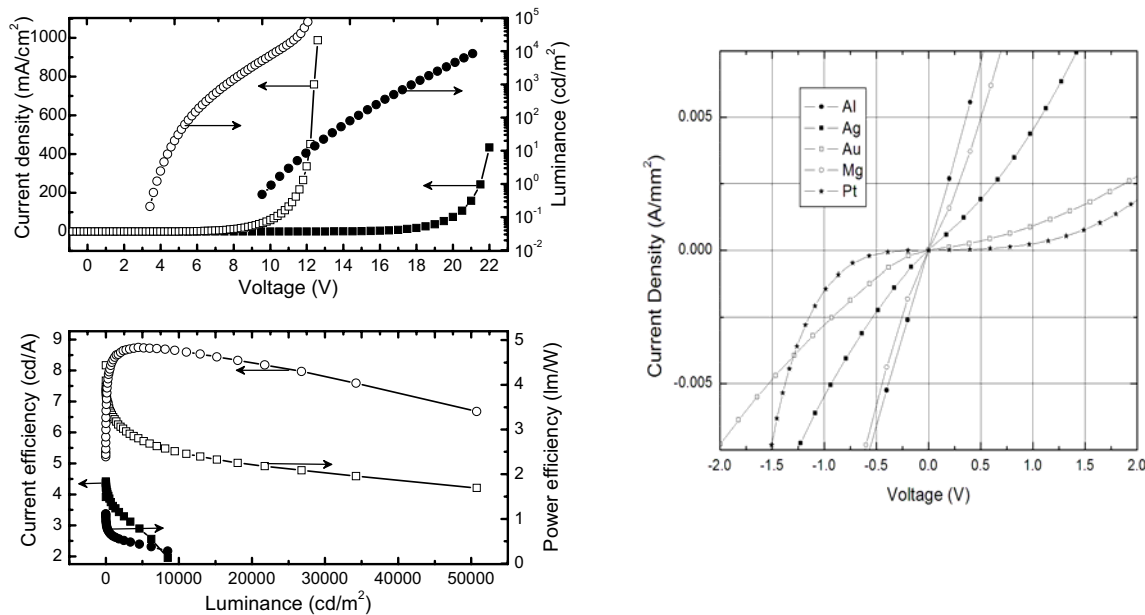 Current density (mA/cm²)
1000
800
600
400
200
0
10⁵
10⁴
10³
10²
10¹
10⁰
10⁻¹
10⁻²
Luminance (cd/m²)
0 2 4 6 8 10 12 14 16 18 20 22
Voltage (V)
Current efficiency (cd/A)
9
8
7
6
5
4
3
2
5
4
3
2
1
0
Power efficiency (lm/W)
0 10000 20000 30000 40000 50000
Luminance (cd/m²)
Current Density (A/mm²)
0.005
0.000
-0.005
Al
Ag
Au
Mg
Pt
-2.0 -1.5 -1.0 -0.5 0.0 0.5 1.0 1.5 2.0
Voltage (V)